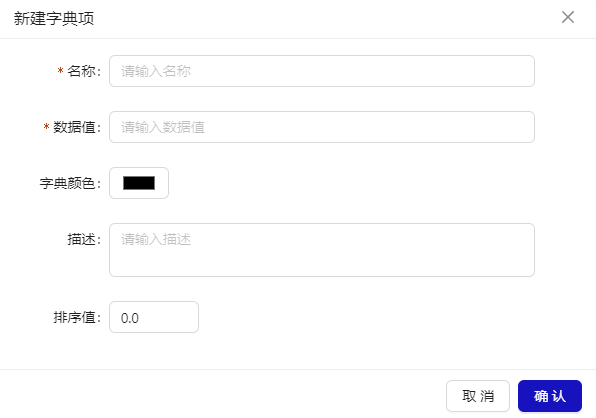 新建字典项
* 名称: 请输入名称
* 数据值: 请输入数据值
字典颜色:
描述: 请输入描述
排序值: 0.0
取 消 确 认